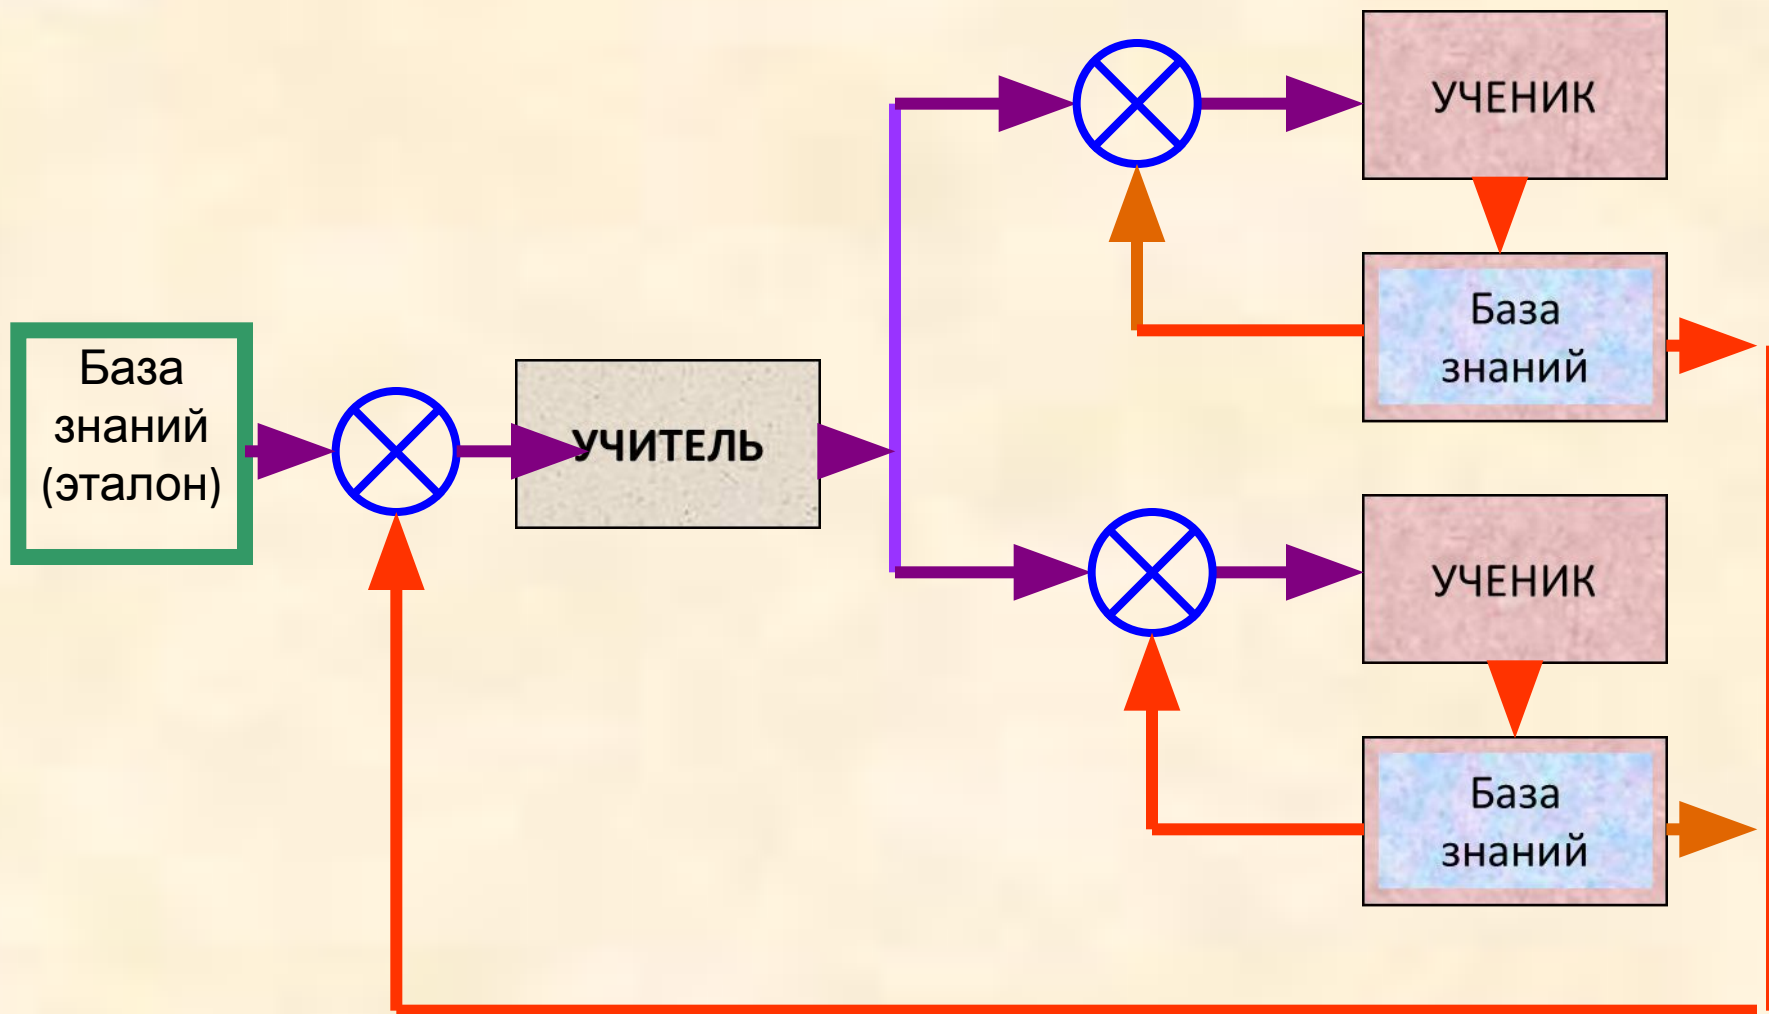 База
знаний
(эталон)
УЧИТЕЛЬ
УЧЕНИК
База
знаний
УЧЕНИК
База
знаний